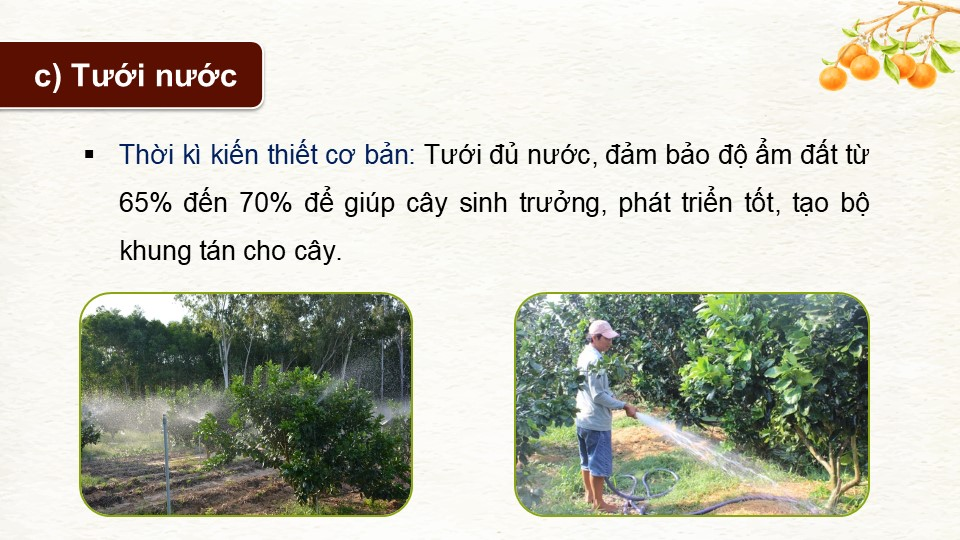 c) Tưới nước
▪ Thời kì kiến thiết cơ bản: Tưới đủ nước, đảm bảo độ ẩm đất từ
65% đến 70% để giúp cây sinh trưởng, phát triển tốt, tạo bộ
khung tán cho cây.